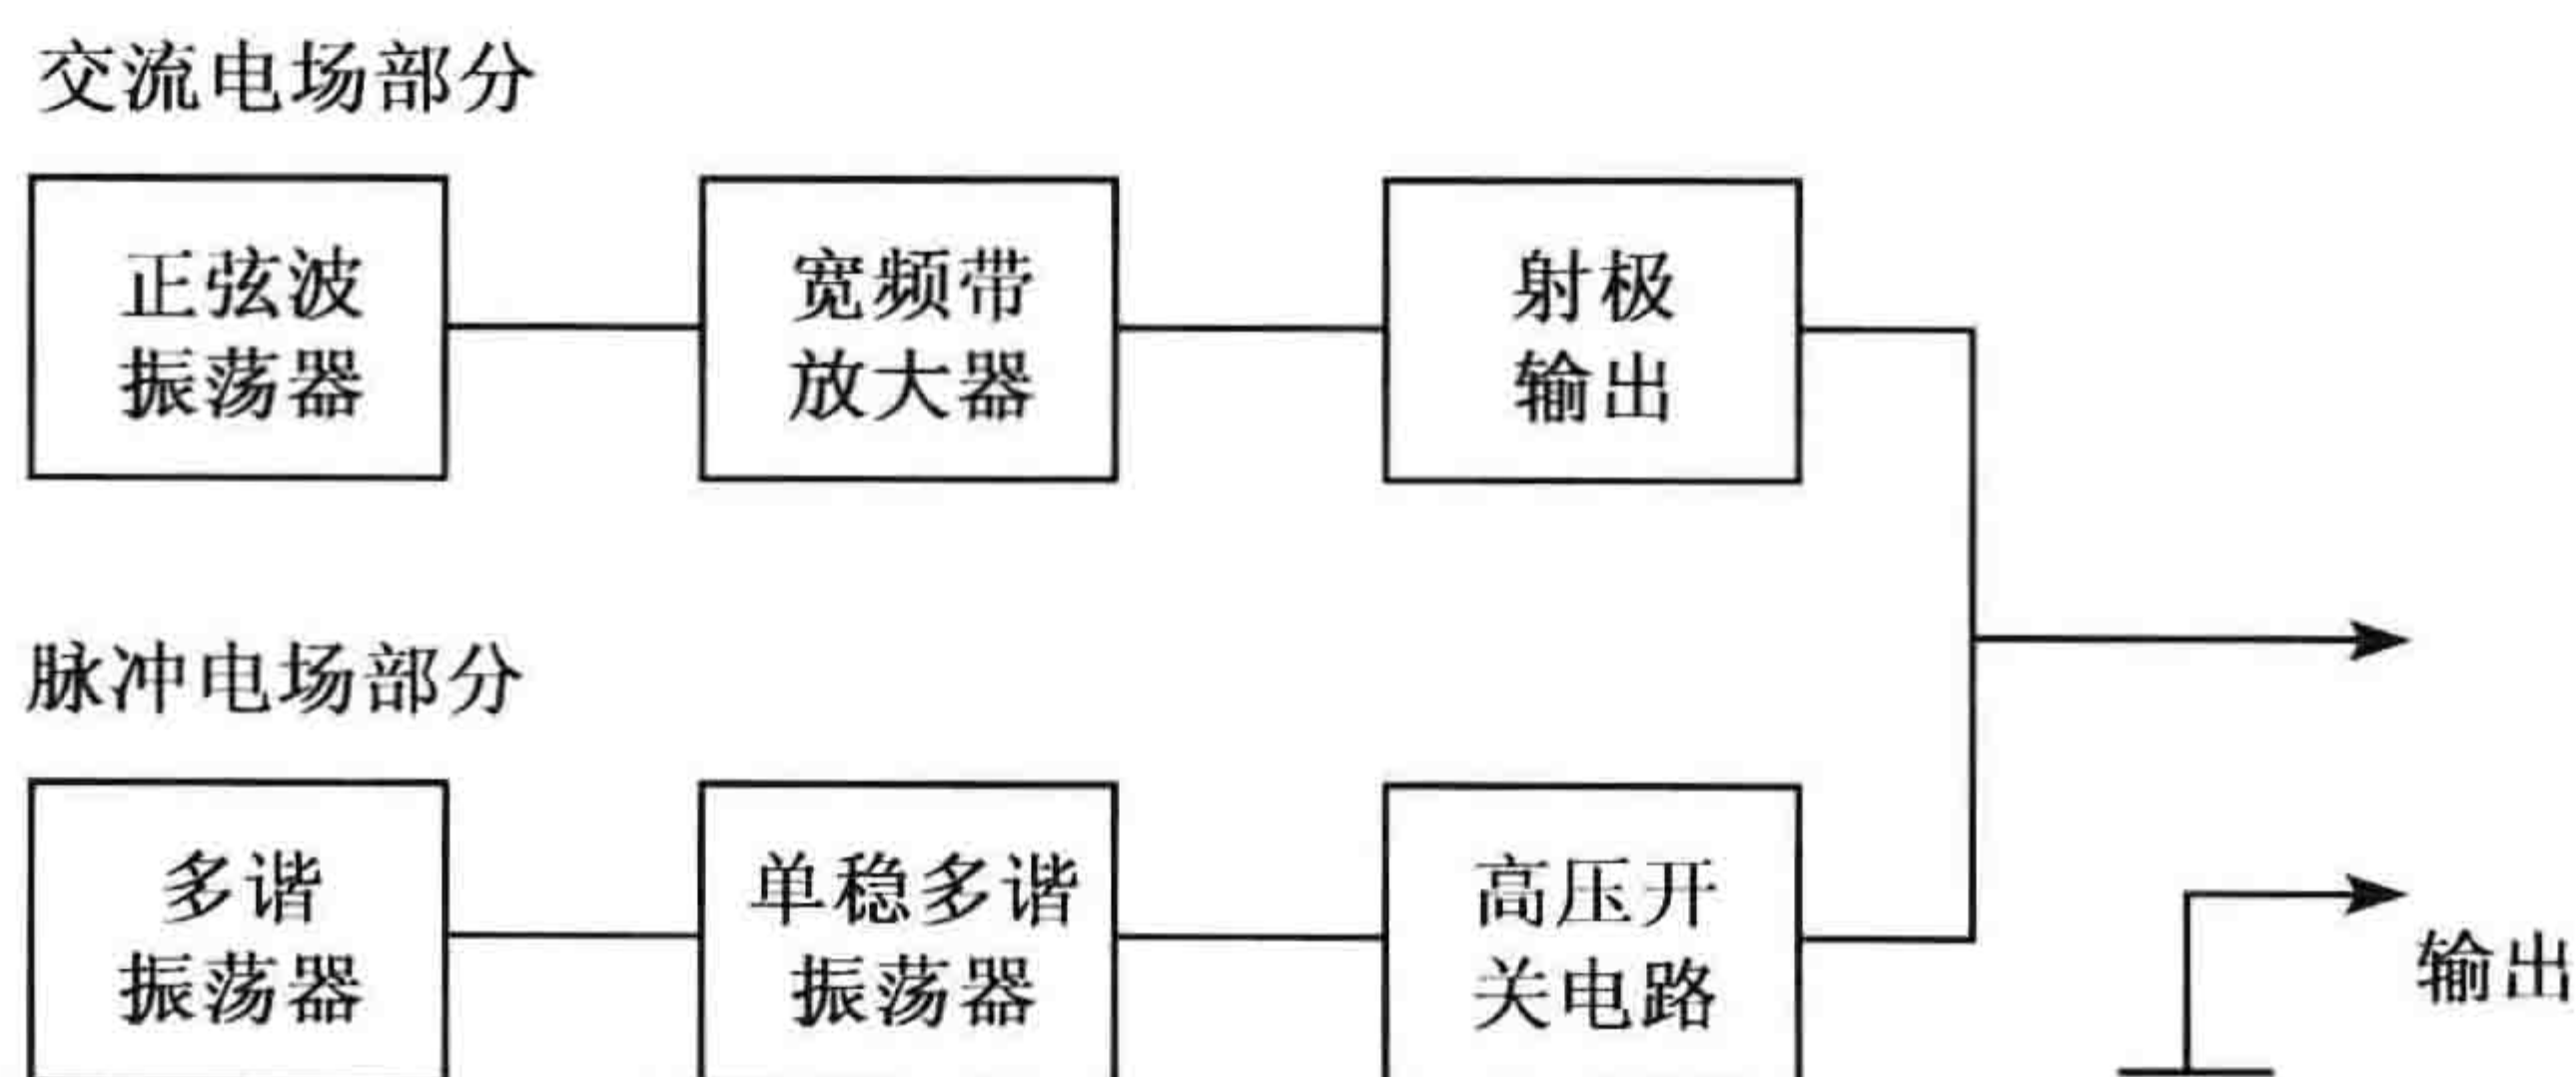 交流电场部分
正弦波
振荡器
宽频带
放大器
射极
输出
脉冲电场部分
多谐
振荡器
单稳多谐
振荡器
高压开
关电路
输出